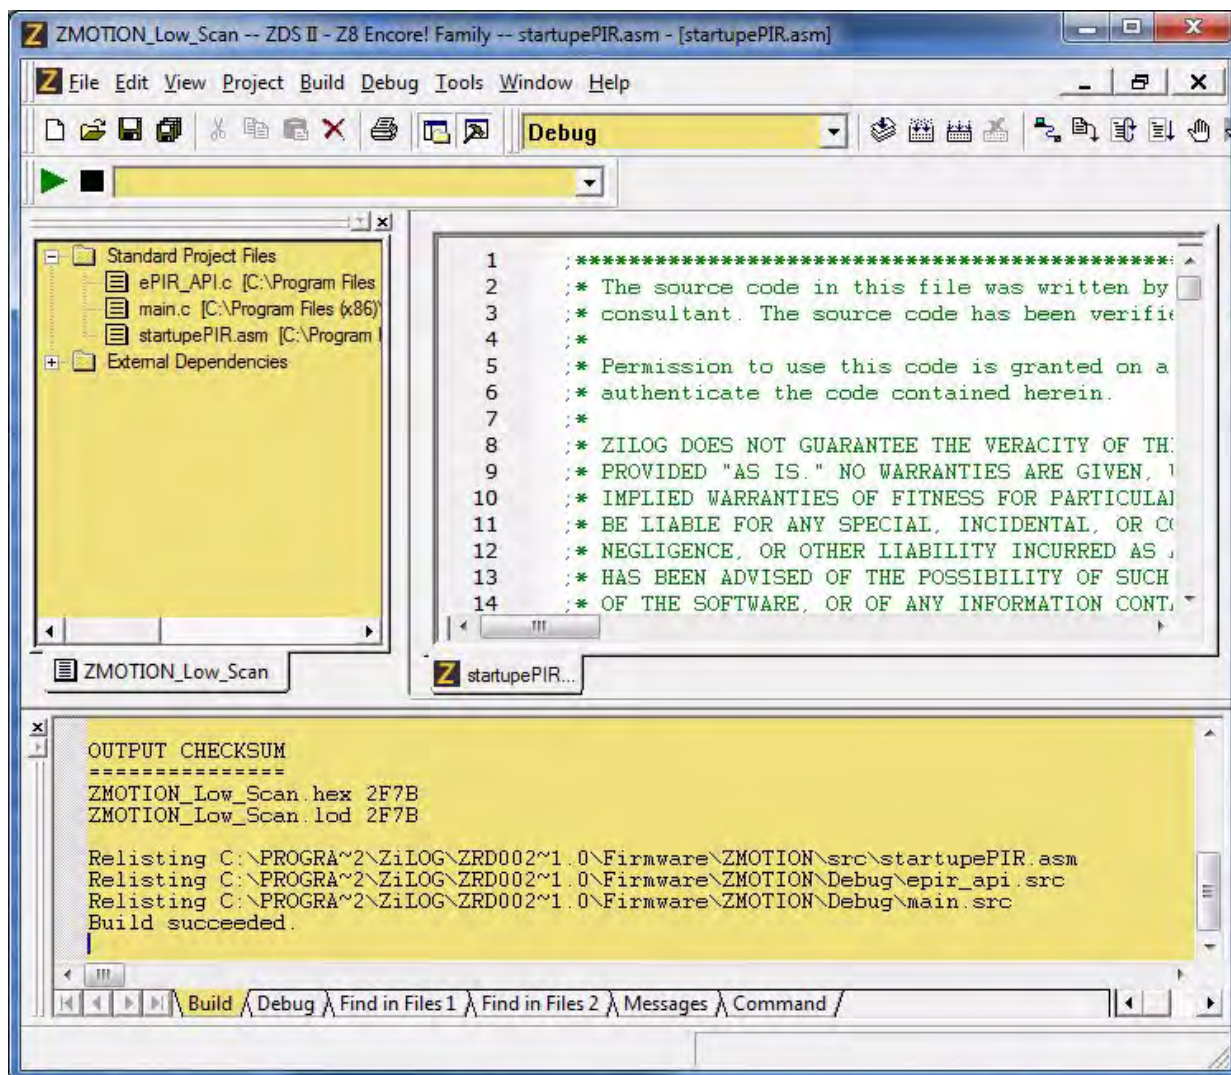 ZMOTION_Low_Scan -- ZDS II - Z8 Encore! Family -- startupePIR.asm - [startupePIR.asm]
File Edit View Project Build Debug Tools Window Help
Debug
Standard Project Files
ePIR_API.c [C:\Program Files
main.c [C:\Program Files (x86)\
startupePIR.asm [C:\Program
External Dependencies
ZMOTION_Low_Scan
1 ;**************************************************
2 ;* The source code in this file was written by
3 ;* consultant. The source code has been verifie
4 ;*
5 ;* Permission to use this code is granted on a
6 ;* authenticate the code contained herein.
7 ;*
8 ;* ZILOG DOES NOT GUARANTEE THE VERACITY OF TH
9 ;* PROVIDED "AS IS." NO WARRANTIES ARE GIVEN,
10 ;* IMPLIED WARRANTIES OF FITNESS FOR PARTICULAR
11 ;* BE LIABLE FOR ANY SPECIAL, INCIDENTAL, OR CO
12 ;* NEGLIGENCE, OR OTHER LIABILITY INCURRED AS
13 ;* HAS BEEN ADVISED OF THE POSSIBILITY OF SUCH
14 ;* OF THE SOFTWARE, OR OF ANY INFORMATION CONT
startupePIR...
OUTPUT CHECKSUM
===============
ZMOTION_Low_Scan.hex 2F7B
ZMOTION_Low_Scan.lod 2F7B
Relisting C:\PROGRA~2\ZiLOG\ZRD002~1.0\Firmware\ZMOTION\src\startupePIR.asm
Relisting C:\PROGRA~2\ZiLOG\ZRD002~1.0\Firmware\ZMOTION\Debug\epir_api.src
Relisting C:\PROGRA~2\ZiLOG\ZRD002~1.0\Firmware\ZMOTION\Debug\main.src
Build succeeded.
Build Debug Find in Files 1 Find in Files 2 Messages Command